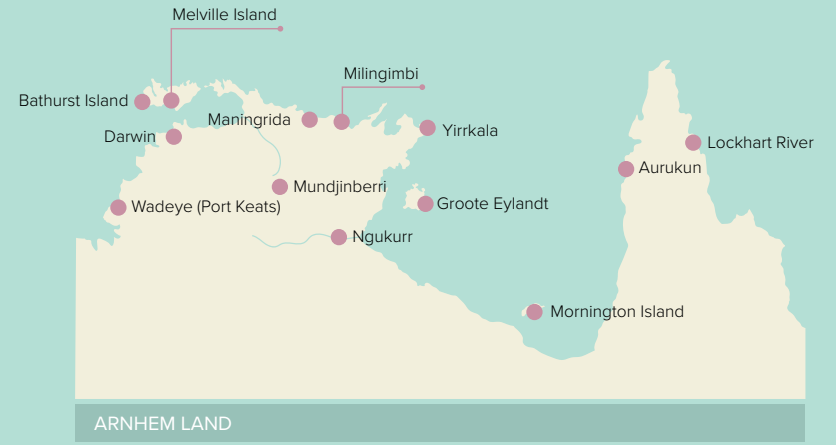 Melville Island
Milingimbi
Bathurst Island
Maningrida
Darwin
Yirrkala
Lockhart River
Aurukun
Mundjinberri
Wadeye (Port Keats)
Groote Eylandt
Ngukurr
Mornington Island
ARNHEM LAND